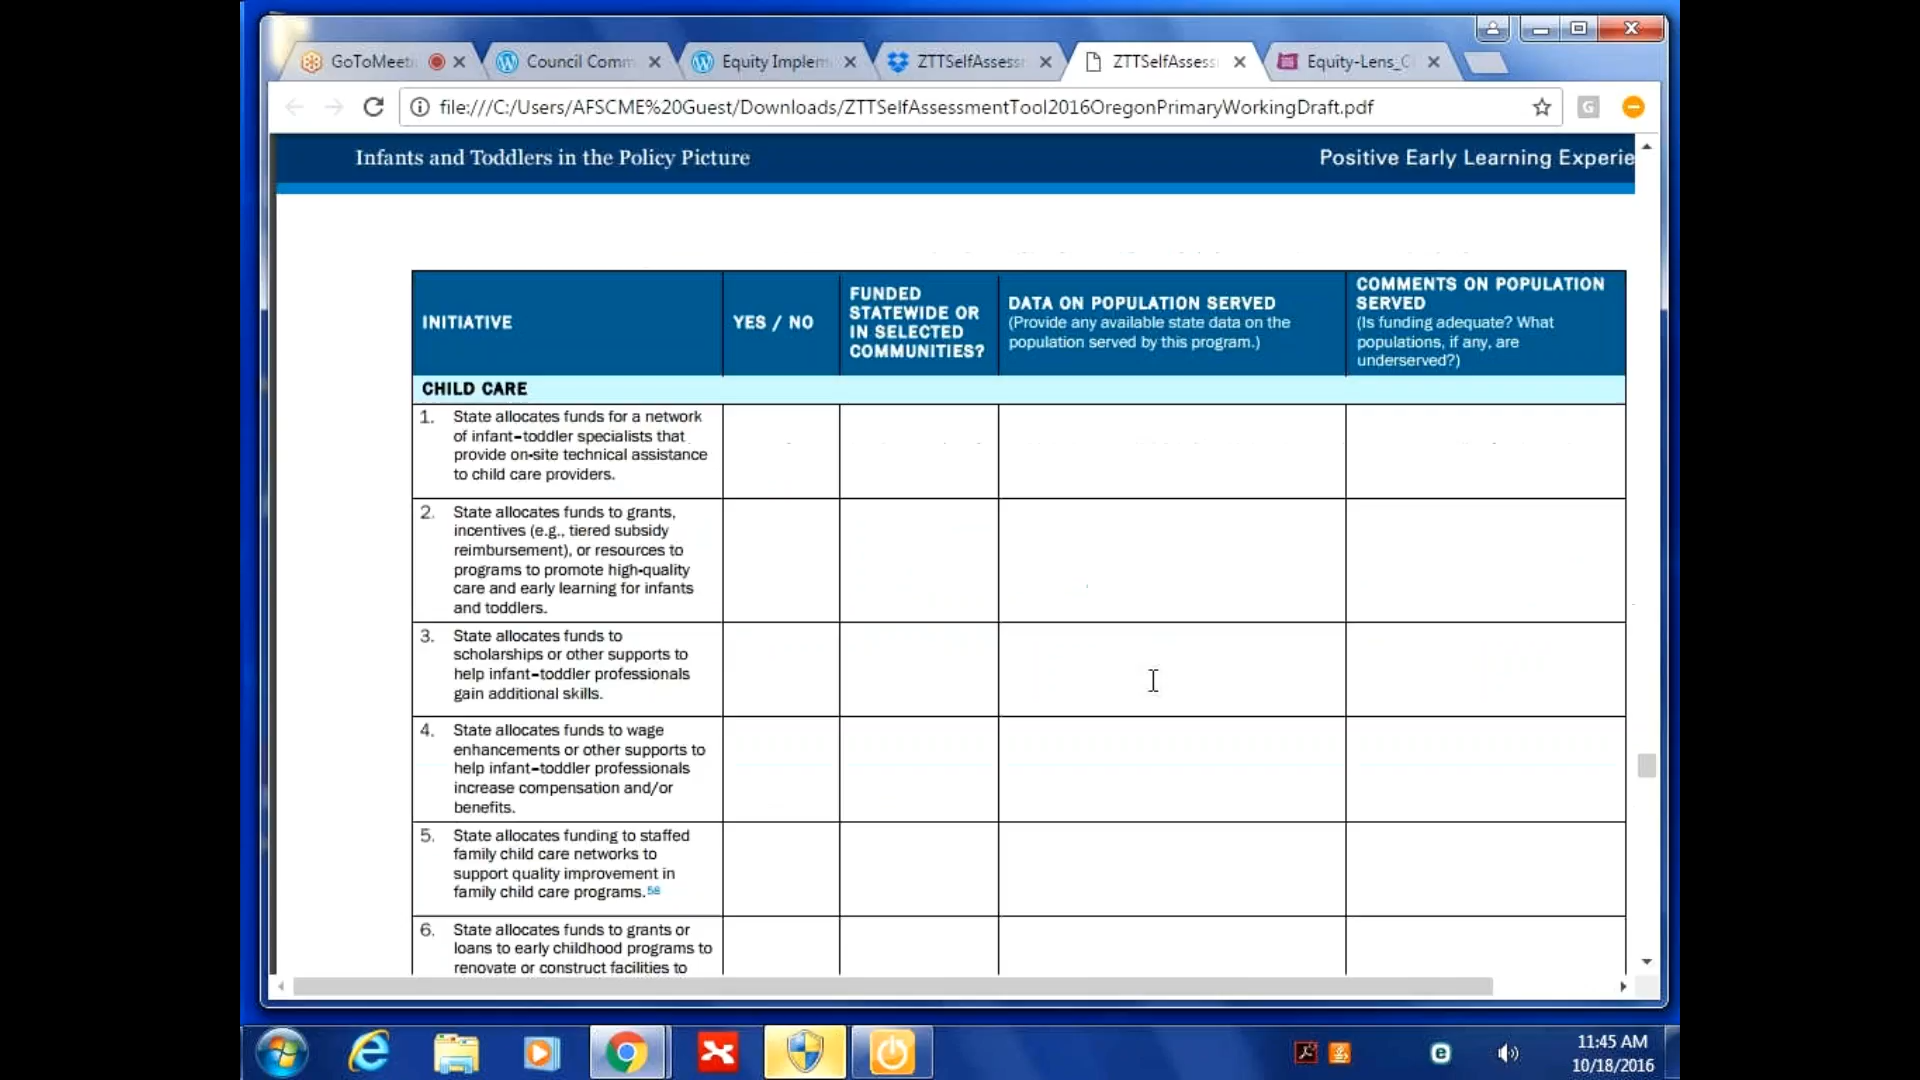 GoToMeeti
Council Comm
Equity Implem
ZTTSelfAssess
ZTTSelfAssess
Equity-Lens_C
file:///C:/Users/AFSCME%20Guest/Downloads/ZTTSelfAssessmentTool2016OregonPrimaryWorkingDraft.pdf
G
Infants and Toddlers in the Policy Picture
Positive Early Learning Experie
INITIATIVE
YES / NO
FUNDED
STATEWIDE OR
IN SELECTED
COMMUNITIES?
DATA ON POPULATION SERVED
(Provide any available state data on the
population served by this program.)
COMMENTS ON POPULATION
SERVED
(Is funding adequate? What
populations, if any, are
underserved?)
CHILD CARE
1. State allocates funds for a network
of infant–toddler specialists that
provide on-site technical assistance
to child care providers.
2. State allocates funds to grants,
incentives (e.g., tiered subsidy
reimbursement), or resources to
programs to promote high-quality
care and early learning for infants
and toddlers.
3. State allocates funds to
scholarships or other supports to
help infant–toddler professionals
gain additional skills.
4. State allocates funds to wage
enhancements or other supports to
help infant–toddler professionals
increase compensation and/or
benefits.
5. State allocates funding to staffed
family child care networks to
support quality improvement in
family child care programs.58
6. State allocates funds to grants or
loans to early childhood programs to
renovate or construct facilities to
11:45 AM
10/18/2016